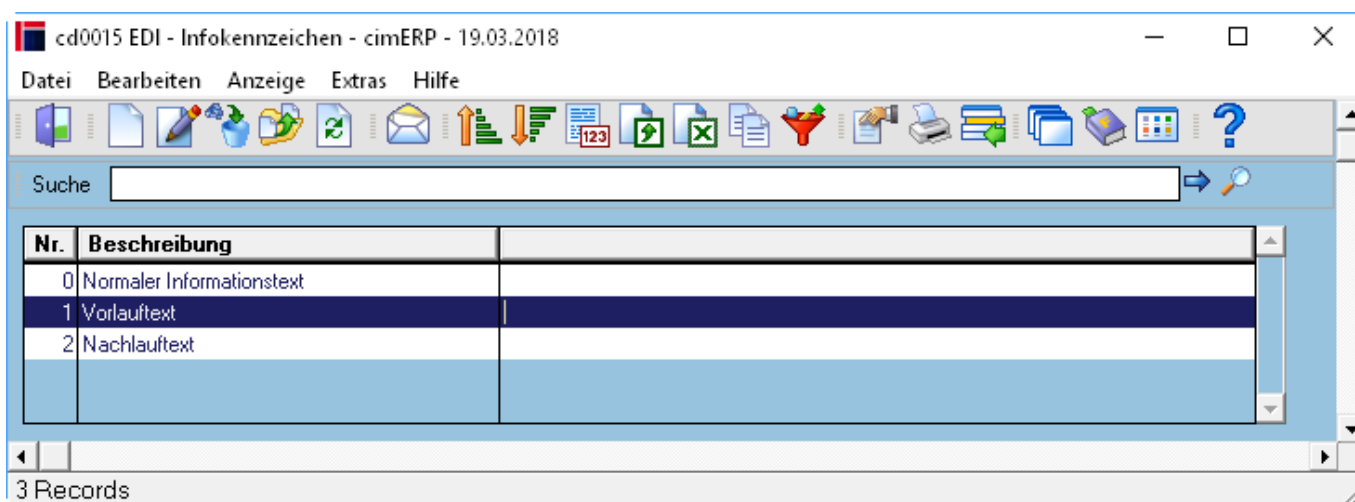 cd0015 EDI - Infokennzeichen - cimERP - 19.03.2018
Datei Bearbeiten Anzeige Extras Hilfe
123
Suche
Nr. Beschreibung
0 Normaler Informationstext
1 Vorlauftext
2 Nachlauftext
3 Records